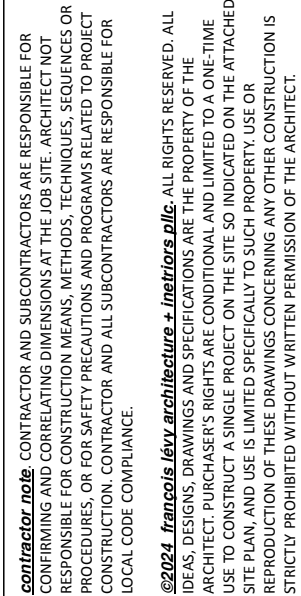 contractor note. CONTRACTOR AND SUBCONTRACTORS ARE RESPONSIBLE FOR
CONFIRMING AND CORRELATING DIMENSIONS AT THE JOB SITE. ARCHITECT NOT
RESPONSIBLE FOR CONSTRUCTION MEANS, METHODS, TECHNIQUES, SEQUENCES OR
PROCEDURES, OR FOR SAFETY PRECAUTIONS AND PROGRAMS RELATED TO PROJECT
CONSTRUCTION. CONTRACTOR AND ALL SUBCONTRACTORS ARE RESPONSIBLE FOR
LOCAL CODE COMPLIANCE.
©2024 françois lévy architecture + inetriors pllc. ALL RIGHTS RESERVED. ALL
IDEAS, DESIGNS, DRAWINGS AND SPECIFICATIONS ARE THE PROPERTY OF THE
ARCHITECT. PURCHASER'S RIGHTS ARE CONDITIONAL AND LIMITED TO A ONE-TIME
USE TO CONSTRUCT A SINGLE PROJECT ON THE SITE SO INDICATED ON THE ATTACHED
SITE PLAN, AND USE IS LIMITED SPECIFICALLY TO SUCH PROPERTY. USE OR
REPRODUCTION OF THESE DRAWINGS CONCERNING ANY OTHER CONSTRUCTION IS
STRICTLY PROHIBITED WITHOUT WRITTEN PERMISSION OF THE ARCHITECT.